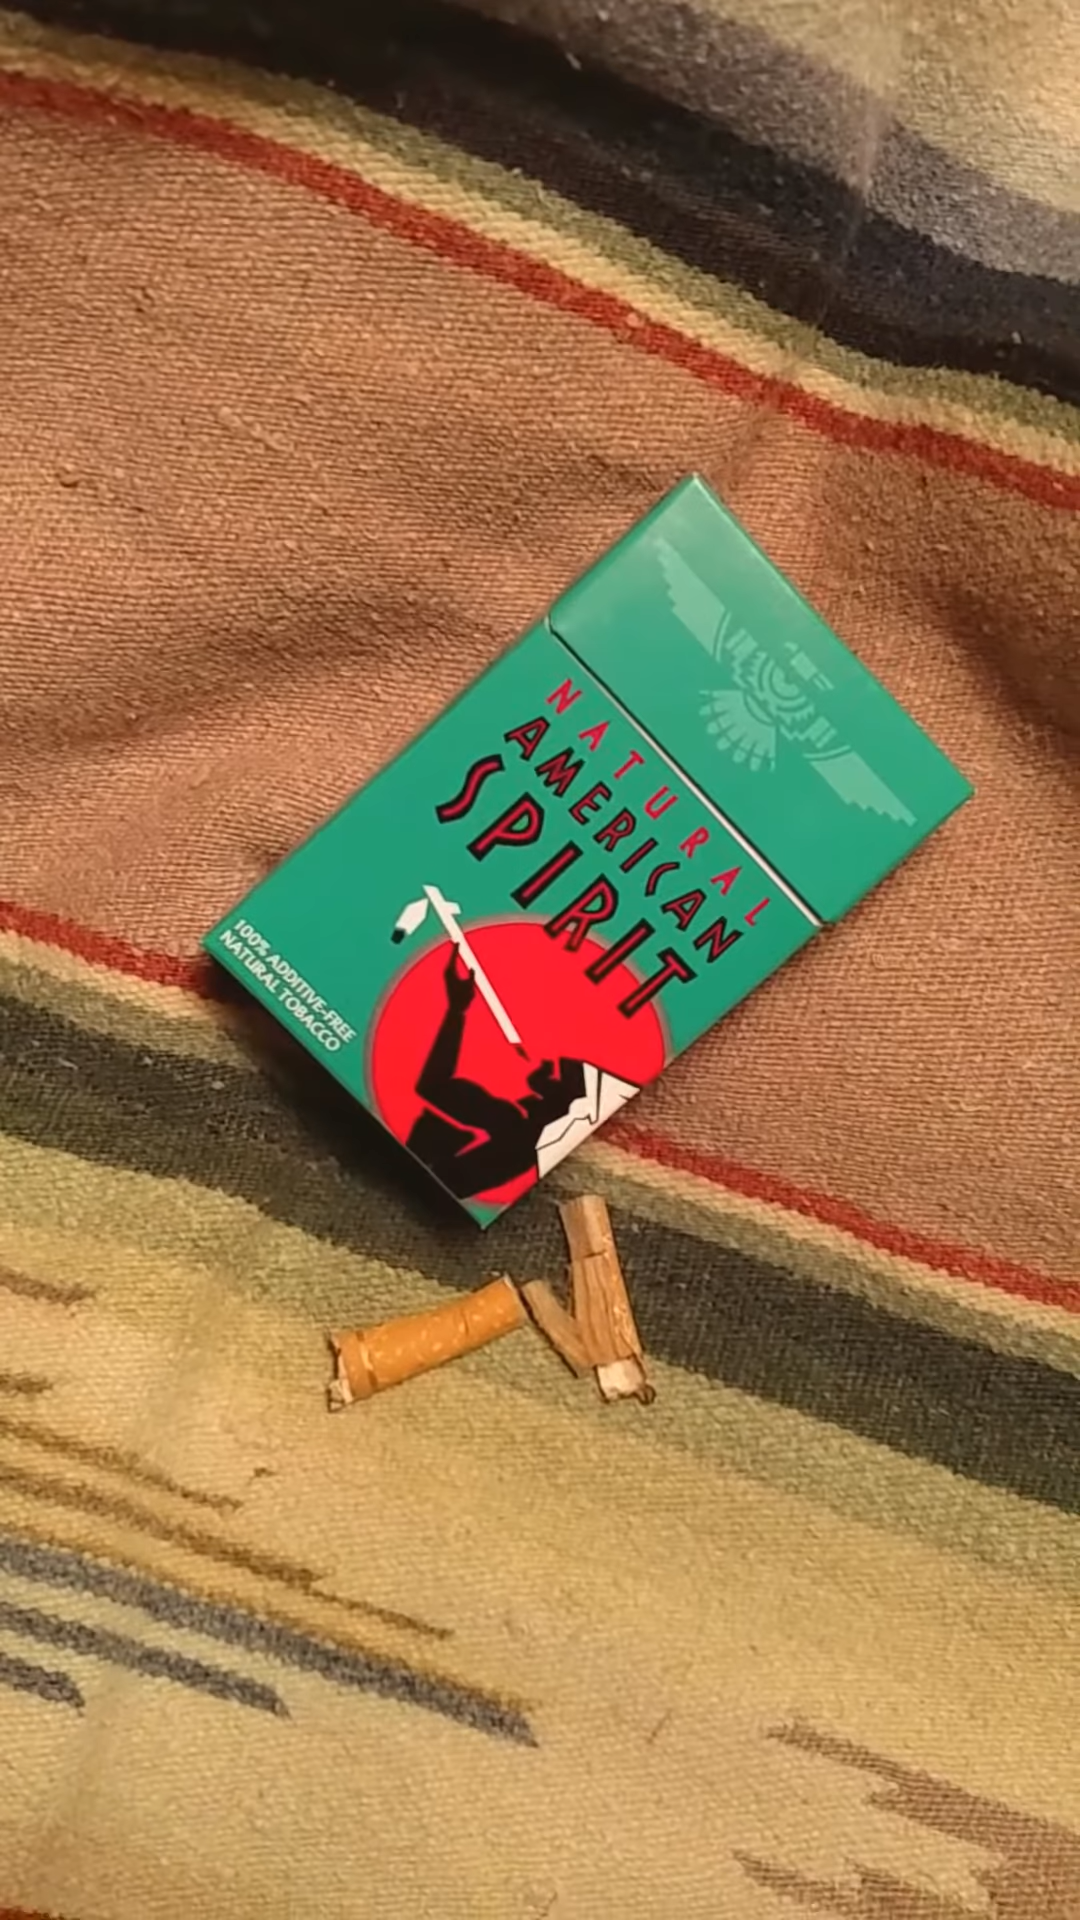 NATURAL
AMERICAN
SPIRIT
100% ADDITIVE-FREE
NATURAL TOBACCO